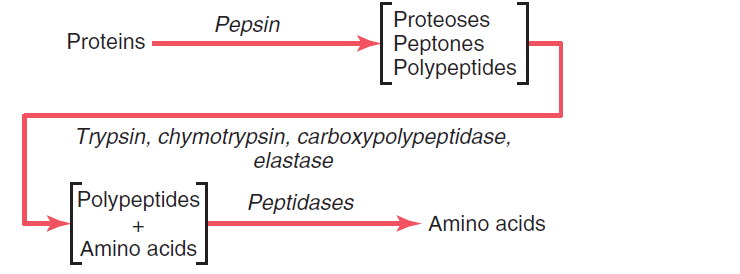 Pepsin
Proteins
Proteoses
Peptones
Polypeptides
Trypsin, chymotrypsin, carboxypolypeptidase,
elastase
Polypeptides
+
Amino acids
Peptidases
Amino acids